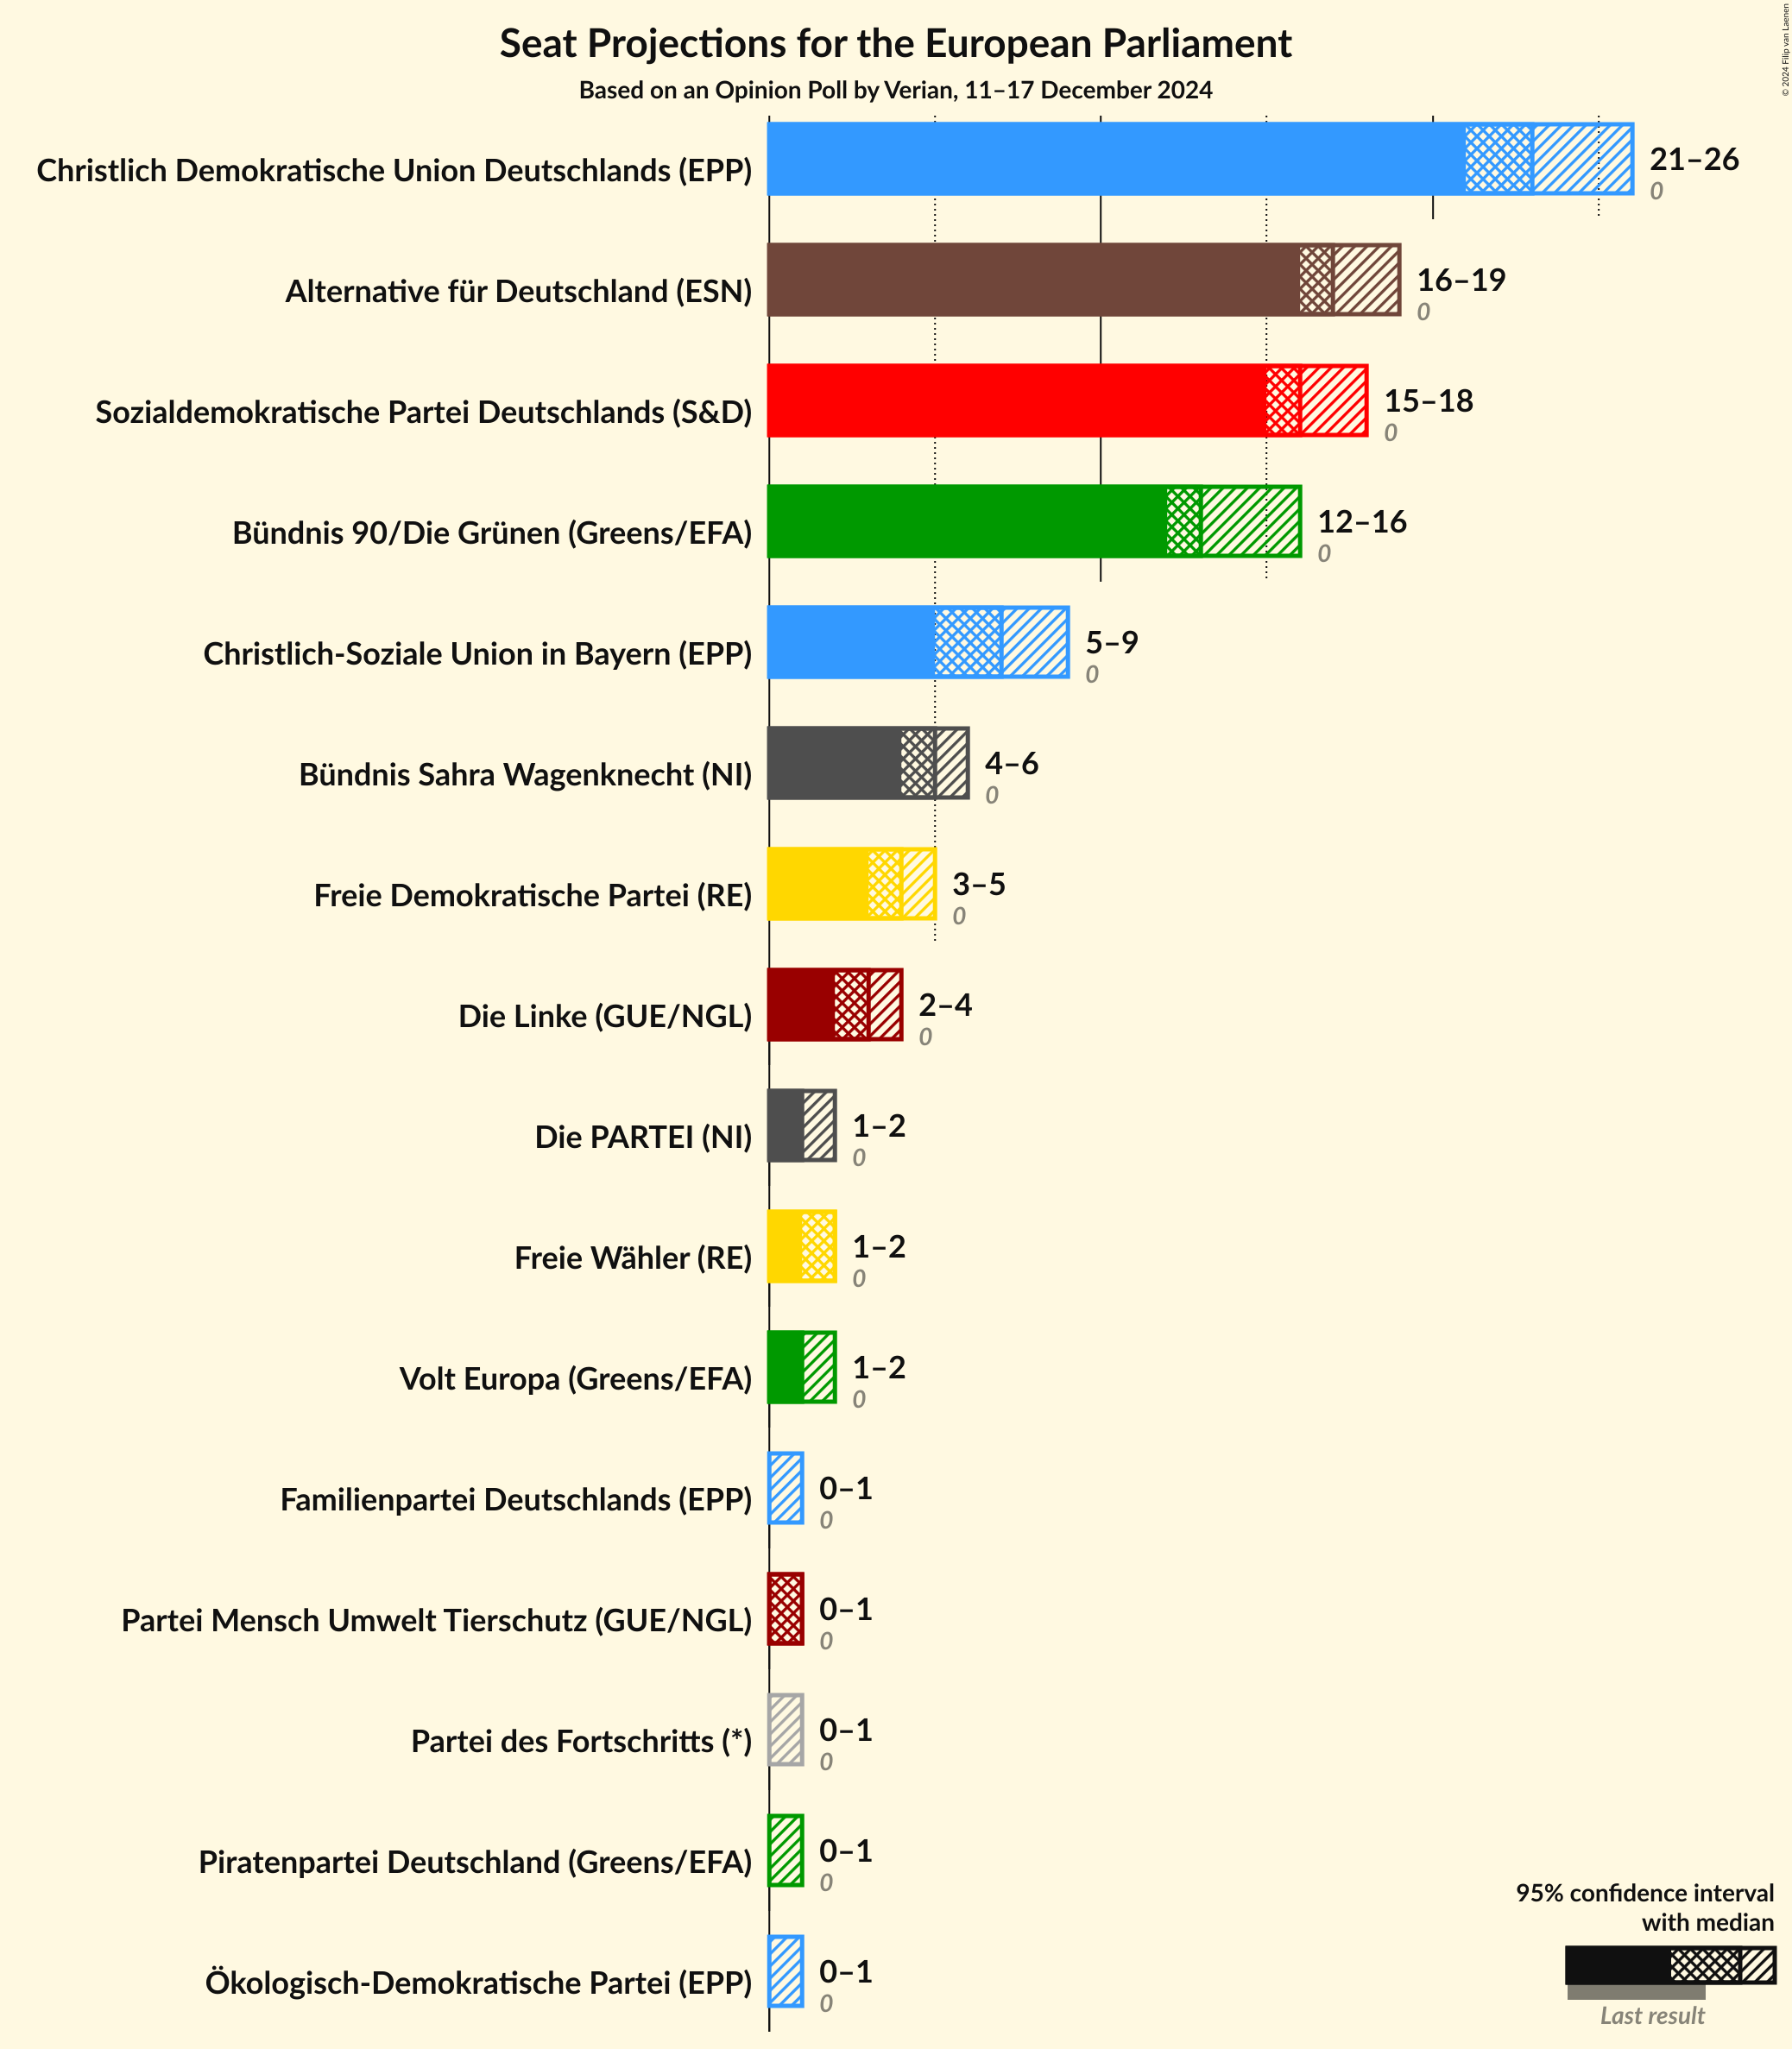 Seat Projections for the European Parliament
Based on an Opinion Poll by Verian, 11–17 December 2024
© 2024 Filip van Laenen
Christlich Demokratische Union Deutschlands (EPP)
21–26
0
Alternative für Deutschland (ESN)
16–19
0
Sozialdemokratische Partei Deutschlands (S&D)
15–18
0
Bündnis 90/Die Grünen (Greens/EFA)
12–16
0
Christlich-Soziale Union in Bayern (EPP)
5–9
0
Bündnis Sahra Wagenknecht (NI)
4–6
0
Freie Demokratische Partei (RE)
3–5
0
Die Linke (GUE/NGL)
2–4
0
Die PARTEI (NI)
1–2
0
Freie Wähler (RE)
1–2
0
Volt Europa (Greens/EFA)
1–2
0
Familienpartei Deutschlands (EPP)
0–1
0
Partei Mensch Umwelt Tierschutz (GUE/NGL)
0–1
0
Partei des Fortschritts (*)
0–1
0
Piratenpartei Deutschland (Greens/EFA)
0–1
0
Ökologisch-Demokratische Partei (EPP)
0–1
0
95% confidence interval
with median
Last result